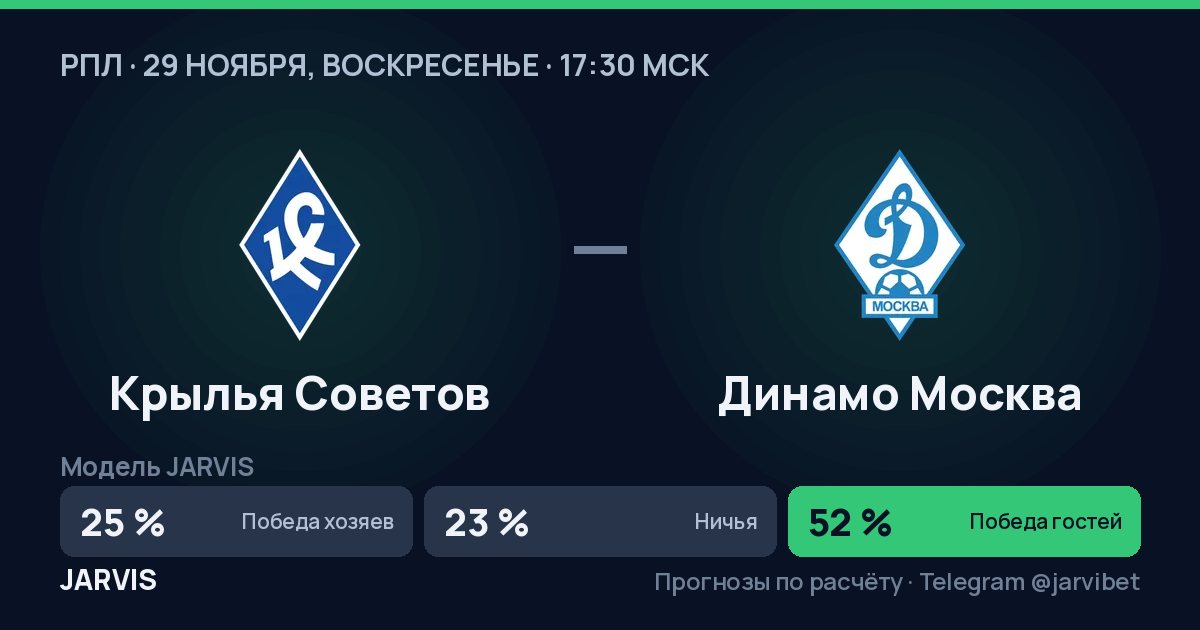 РПЛ · 29 НОЯБРЯ, ВОСКРЕСЕНЬЕ · 17:30 МСК
МОСКВА
Крылья Советов
Динамо Москва
Модель JARVIS
25 % Победа хозяев
23 % Ничья
52 % Победа гостей
JARVIS
Прогнозы по расчёту · Telegram @jarvibet